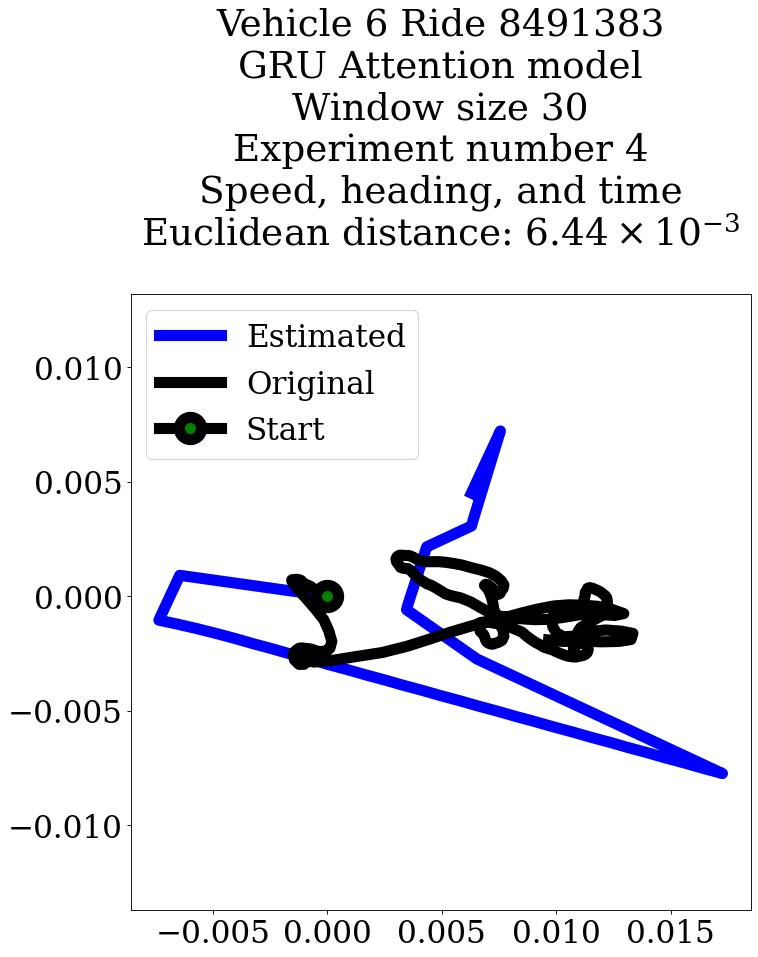 Vehicle 6 Ride 8491383
GRU Attention model
Window size 30
Experiment number 4
Speed, heading, and time
Euclidean distance: 6.44 × 10⁻³
Estimated
Original
Start
0.010
0.005
0.000
−0.005
−0.010
−0.005 0.000 0.005 0.010 0.015